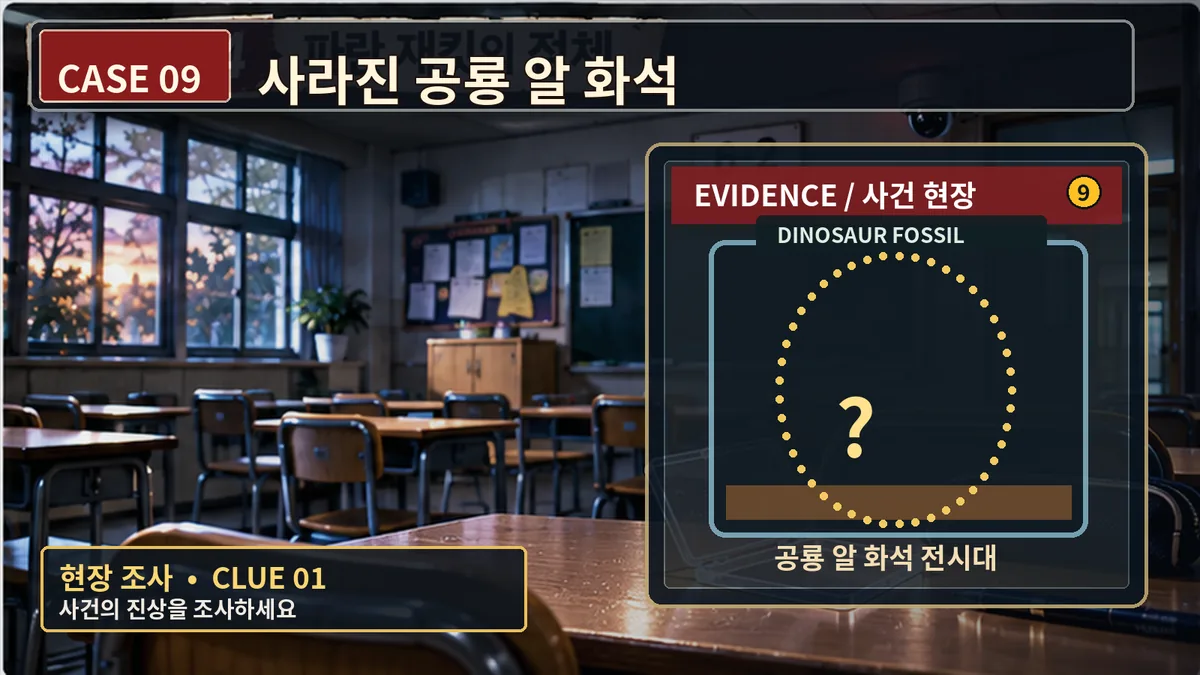 CASE 09
사라진 공룡 알 화석
EVIDENCE / 사건 현장
9
DINOSAUR FOSSIL
?
공룡 알 화석 전시대
현장 조사 • CLUE 01
사건의 진상을 조사하세요